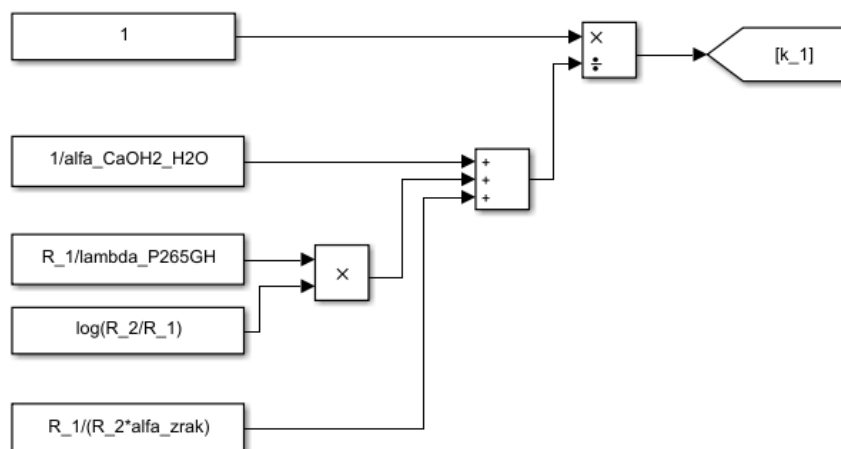 1
×
÷
[k_1]
1/alfa_CaOH2_H2O
+
+
+
R_1/lambda_P265GH
×
log(R_2/R_1)
R_1/(R_2*alfa_zrak)